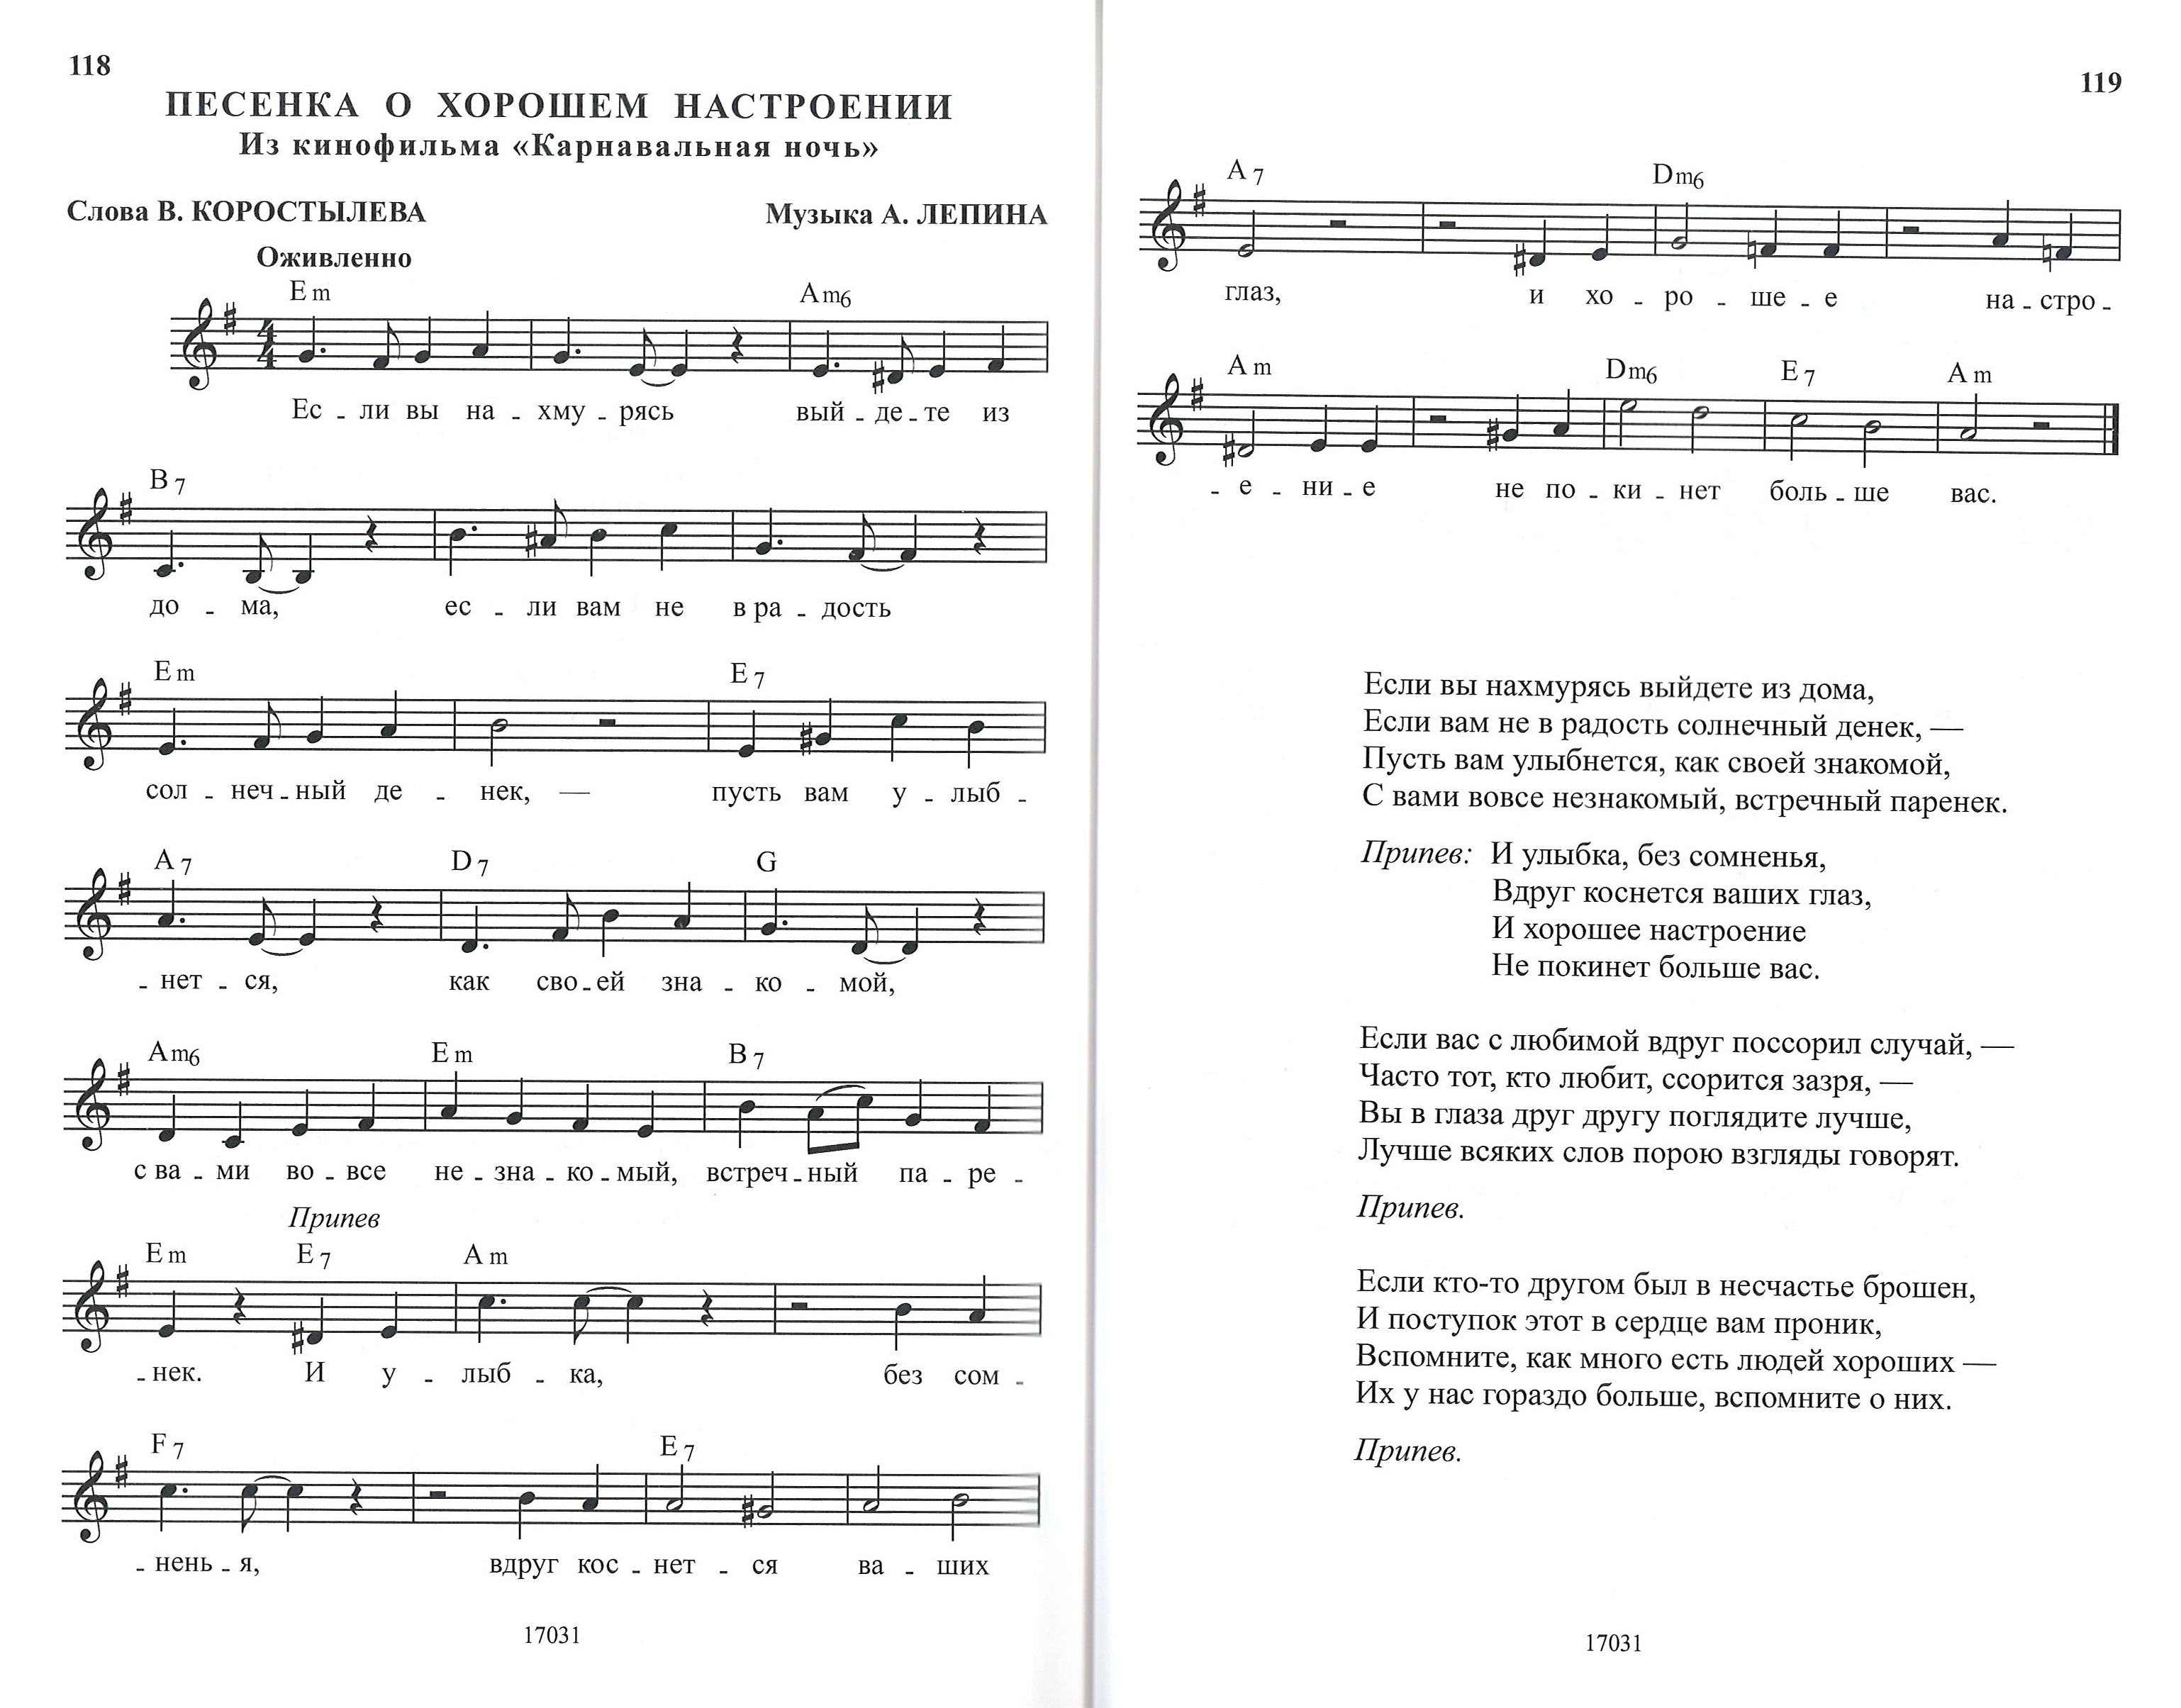 118
ПЕСЕНКА О ХОРОШЕМ НАСТРОЕНИИ
Из кинофильма «Карнавальная ночь»
Слова В. КОРОСТЫЛЕВА
Музыка А. ЛЕПИНА
Оживленно
Em Am6
4/4
Ес - ли вы на - хму - рясь вый - де - те из
B7
до - ма, ес - ли вам не в ра - дость
Em E7
сол - неч - ный де - нек, — пусть вам у - лыб -
A7 D7 G
- нет - ся, как сво - ей зна - ко - мой,
Am6 Em B7
с ва - ми во - все не - зна - ко - мый, встреч - ный па - ре -
Припев
Em E7 Am
- нек. И у - лыб - ка, без сом -
F7 E7
- нень - я, вдруг кос - нет - ся ва - ших
17031
119
A7 Dm6
глаз, и хо - ро - ше - е на - стро -
Am Dm6 E7 Am
- е - ни - е не по - ки - нет боль - ше вас.
Если вы нахмурясь выйдете из дома,
Если вам не в радость солнечный денек, —
Пусть вам улыбнется, как своей знакомой,
С вами вовсе незнакомый, встречный паренек.
Припев: И улыбка, без сомненья,
Вдруг коснется ваших глаз,
И хорошее настроение
Не покинет больше вас.
Если вас с любимой вдруг поссорил случай, —
Часто тот, кто любит, ссорится зазря, —
Вы в глаза друг другу поглядите лучше,
Лучше всяких слов порою взгляды говорят.
Припев.
Если кто-то другом был в несчастье брошен,
И поступок этот в сердце вам проник,
Вспомните, как много есть людей хороших —
Их у нас гораздо больше, вспомните о них.
Припев.
17031